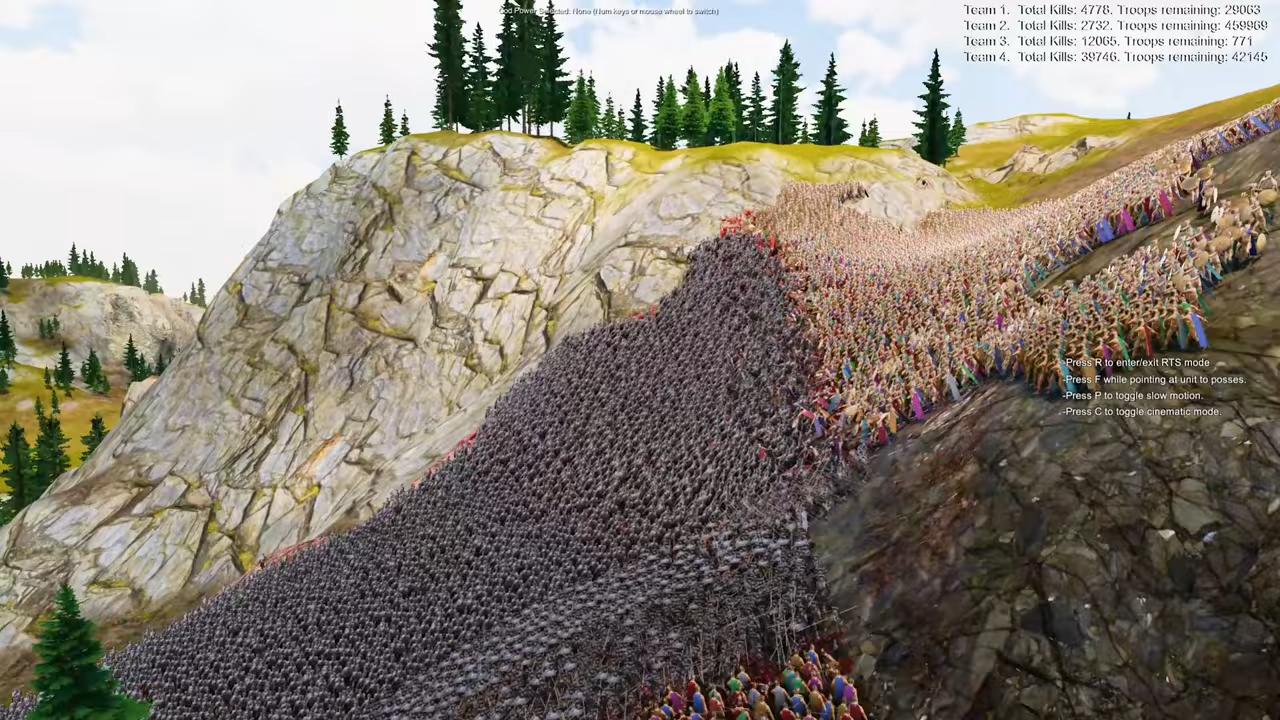 God Power Selected: None (Num keys or mouse wheel to switch)
Team 1. Total Kills: 4778. Troops remaining: 29063
Team 2. Total Kills: 2732. Troops remaining: 459969
Team 3. Total Kills: 12065. Troops remaining: 771
Team 4. Total Kills: 39746. Troops remaining: 42145
-Press R to enter/exit RTS mode
-Press F while pointing at unit to posses.
-Press P to toggle slow motion.
-Press C to toggle cinematic mode.